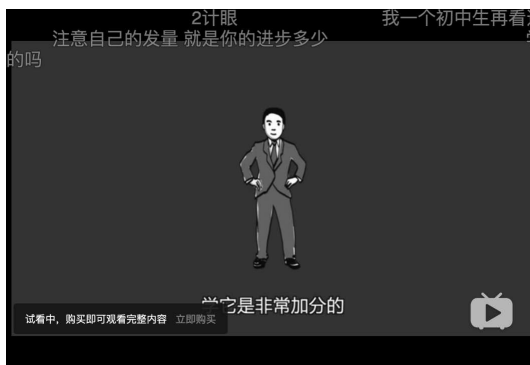 2计眼
我一个初中生再看
注意自己的发量 就是你的进步多少
的吗
学它是非常加分的
试看中，购买即可观看完整内容 立即购买